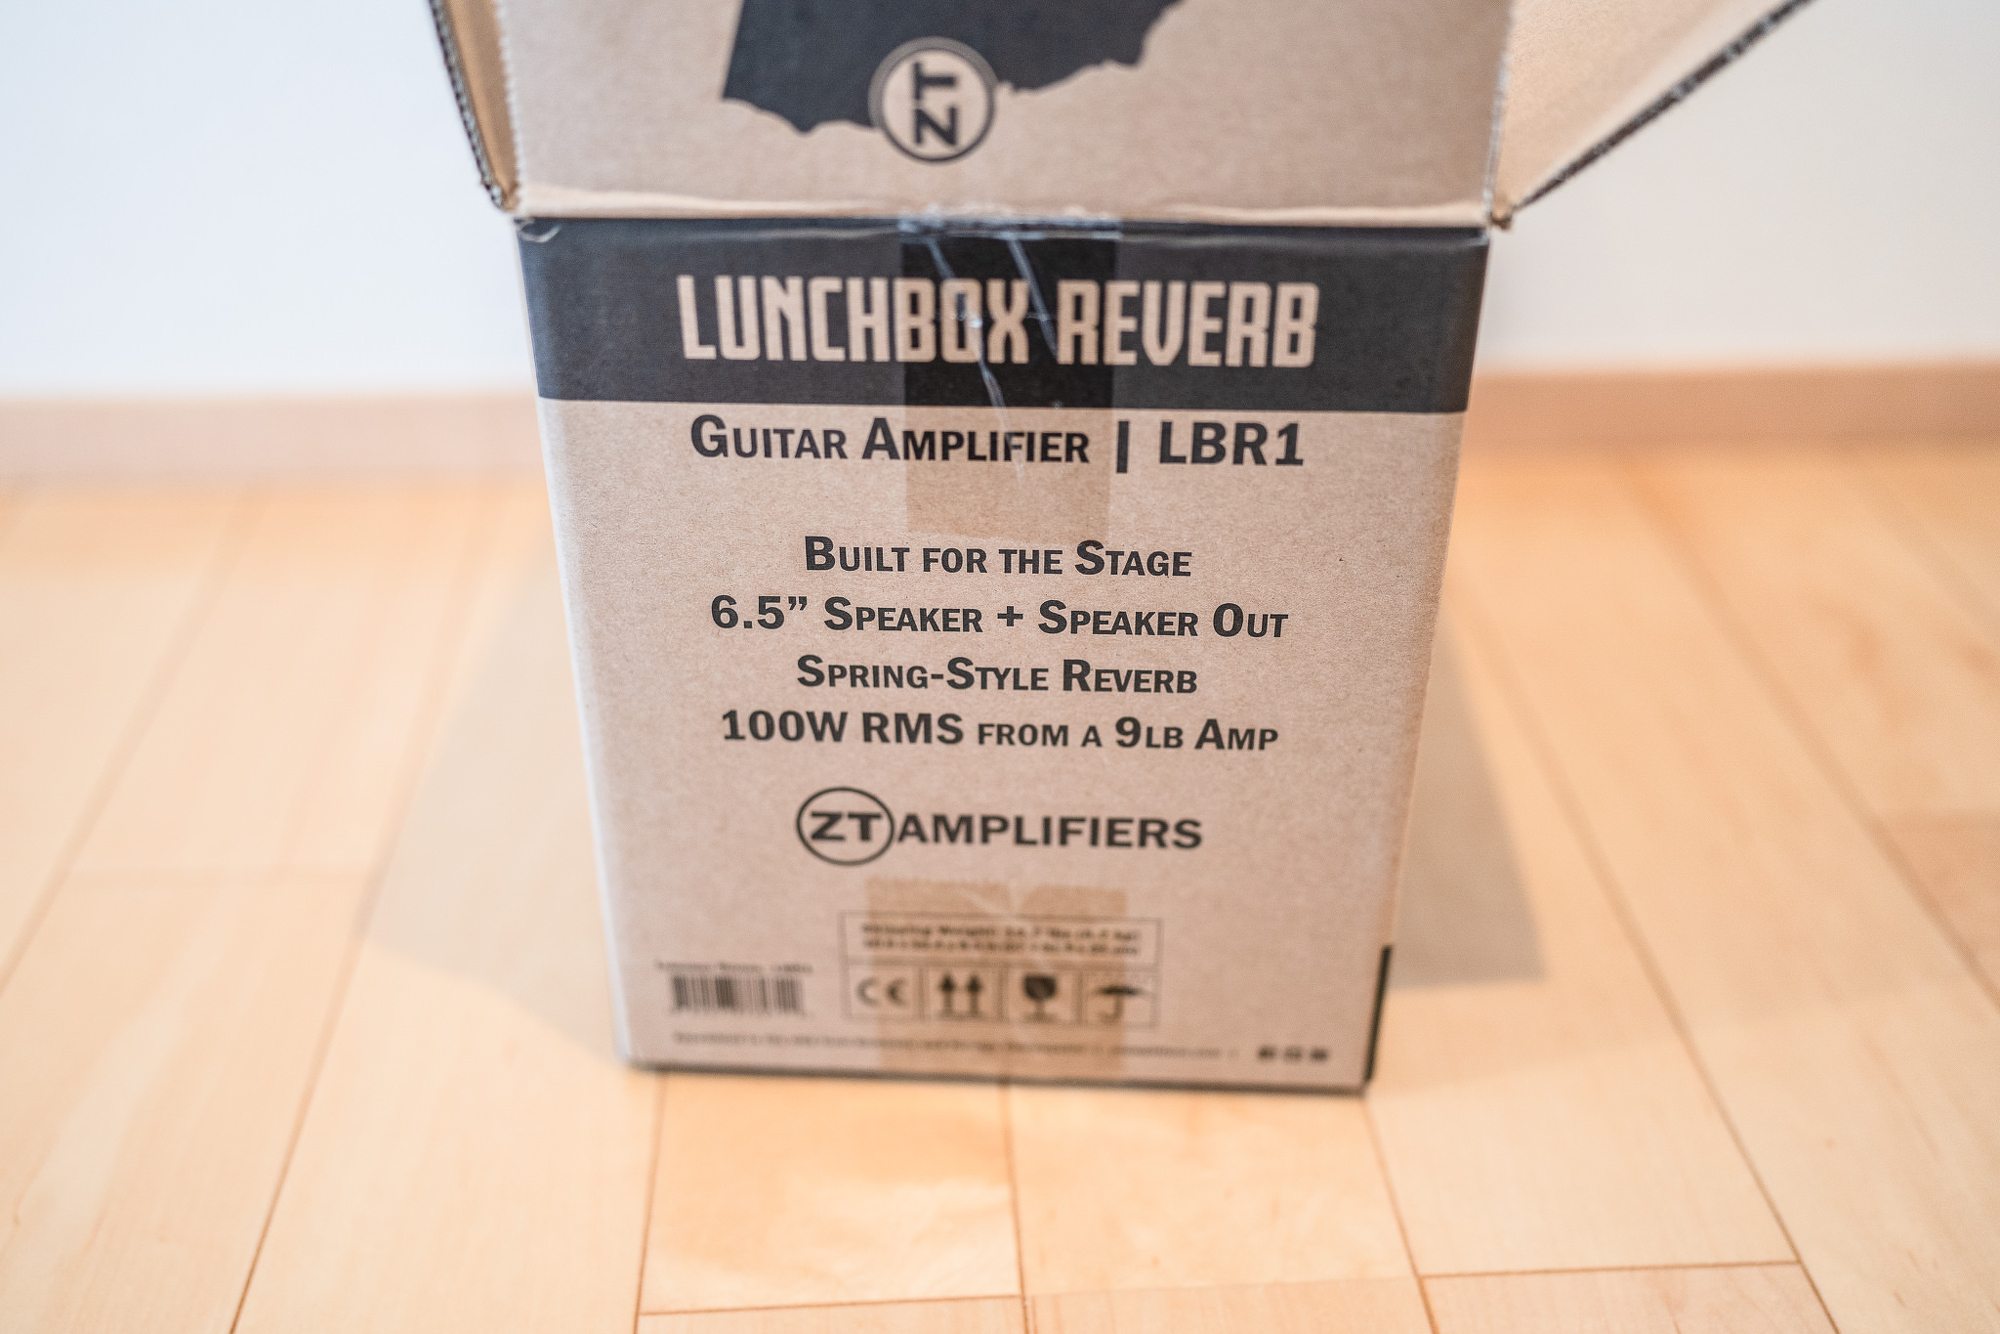 ZT
LUNCHBOX REVERB
GUITAR AMPLIFIER | LBR1
BUILT FOR THE STAGE
6.5” SPEAKER + SPEAKER OUT
SPRING-STYLE REVERB
100W RMS FROM A 9LB AMP
ZT AMPLIFIERS
CE